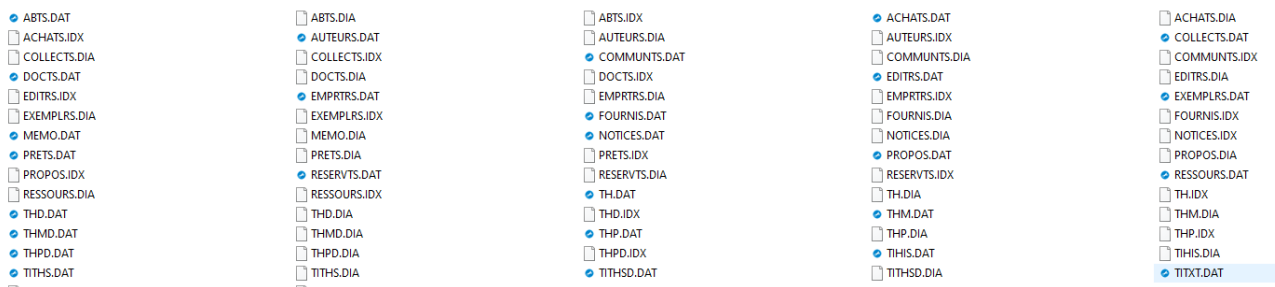 ABTS.DAT ABTS.DIA ABTS.IDX ACHATS.DAT ACHATS.DIA
ACHATS.IDX AUTEURS.DAT AUTEURS.DIA AUTEURS.IDX COLLECTS.DAT
COLLECTS.DIA COLLECTS.IDX COMMUNTS.DAT COMMUNTS.DIA COMMUNTS.IDX
DOCTS.DAT DOCTS.DIA DOCTS.IDX EDITRS.DAT EDITRS.DIA
EDITRS.IDX EMPRTRS.DAT EMPRTRS.DIA EMPRTRS.IDX EXEMPLRS.DAT
EXEMPLRS.DIA EXEMPLRS.IDX FOURNIS.DAT FOURNIS.DIA FOURNIS.IDX
MEMO.DAT MEMO.DIA NOTICES.DAT NOTICES.DIA NOTICES.IDX
PRETS.DAT PRETS.DIA PRETS.IDX PROPOS.DAT PROPOS.DIA
PROPOS.IDX RESERVTS.DAT RESERVTS.DIA RESERVTS.IDX RESSOURS.DAT
RESSOURS.DIA RESSOURS.IDX TH.DAT TH.DIA TH.IDX
THD.DAT THD.DIA THD.IDX THM.DAT THM.DIA
THMD.DAT THMD.DIA THP.DAT THP.DIA THP.IDX
THPD.DAT THPD.DIA THPD.IDX TIHIS.DAT TIHIS.DIA
TITHS.DAT TITHS.DIA TITHSD.DAT TITHSD.DIA TITXT.DAT